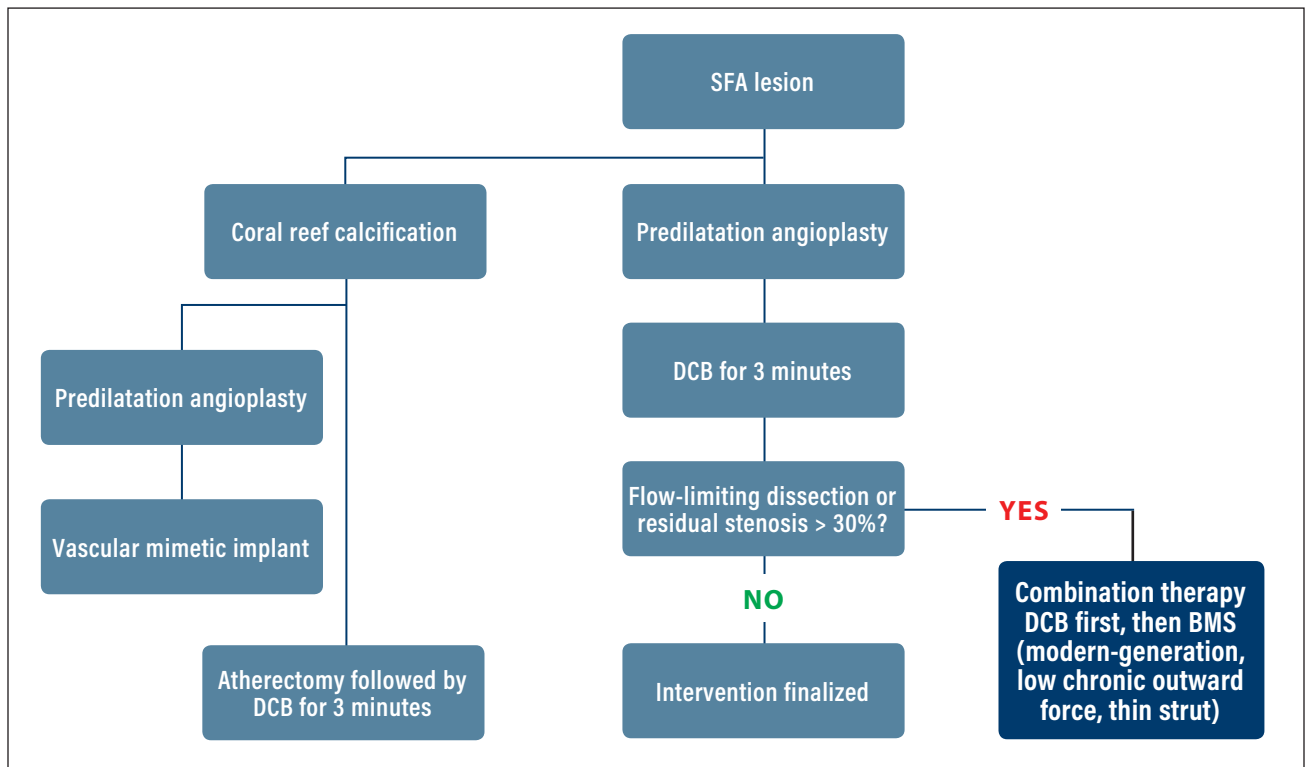 SFA lesion
Coral reef calcification
Predilatation angioplasty
Predilatation angioplasty
DCB for 3 minutes
Vascular mimetic implant
Flow-limiting dissection or
residual stenosis > 30%?
YES
NO
Combination therapy
DCB first, then BMS
(modern-generation,
low chronic outward
force, thin strut)
Atherectomy followed by
DCB for 3 minutes
Intervention finalized